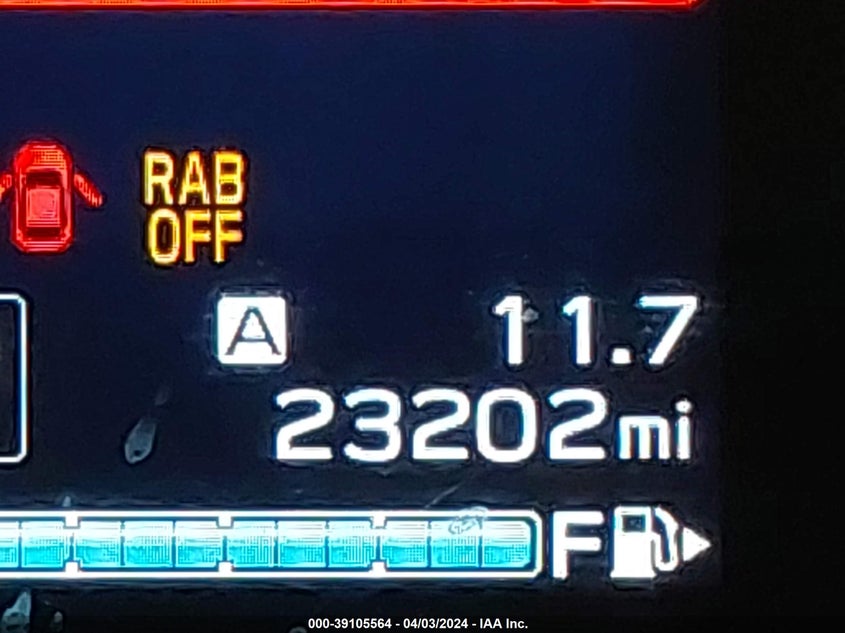 RAB
OFF
A 11.7
23202mi
F
000-39105564 - 04/03/2024 - IAA Inc.